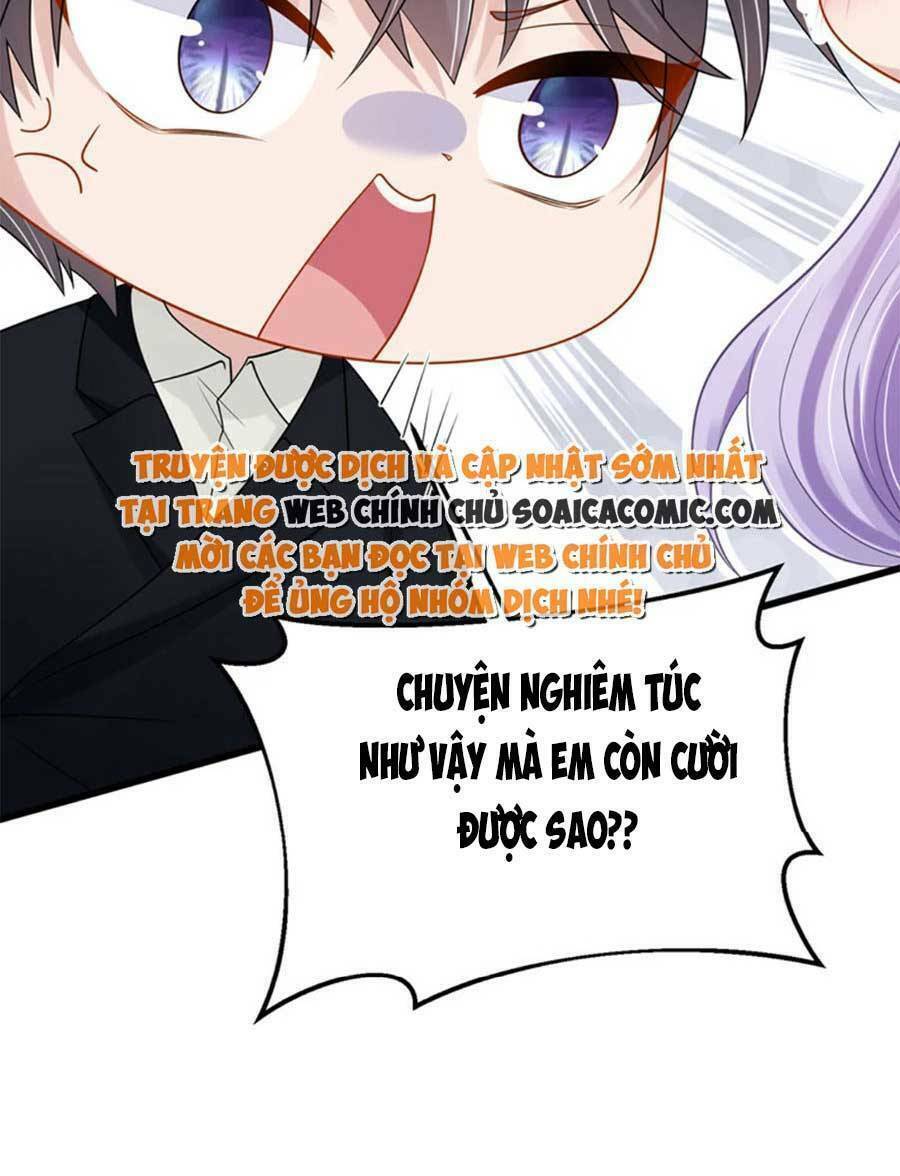 TRUYỆN ĐƯỢC DỊCH VÀ CẬP NHẬT SỚM NHẤT
TẠI TRANG WEB CHÍNH CHỦ SOAICACOMIC.COM
MỜI CÁC BẠN ĐỌC TẠI WEB CHÍNH CHỦ
ĐỂ ỦNG HỘ NHÓM DỊCH NHÉ!
CHUYỆN NGHIÊM TÚC
NHƯ VẬY MÀ EM CÒN CƯỜI
ĐƯỢC SAO??